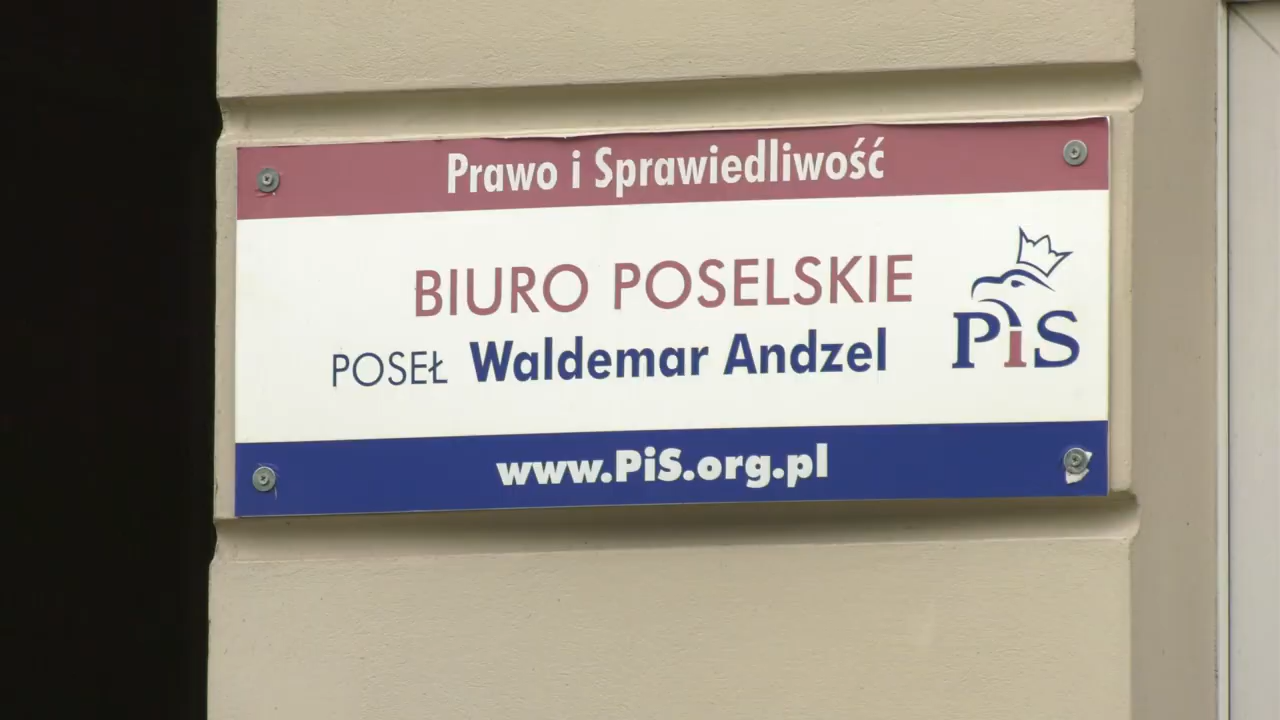 Prawo i Sprawiedliwość
BIURO POSELSKIE
POSEŁ Waldemar Andzel
PiS
www.PiS.org.pl